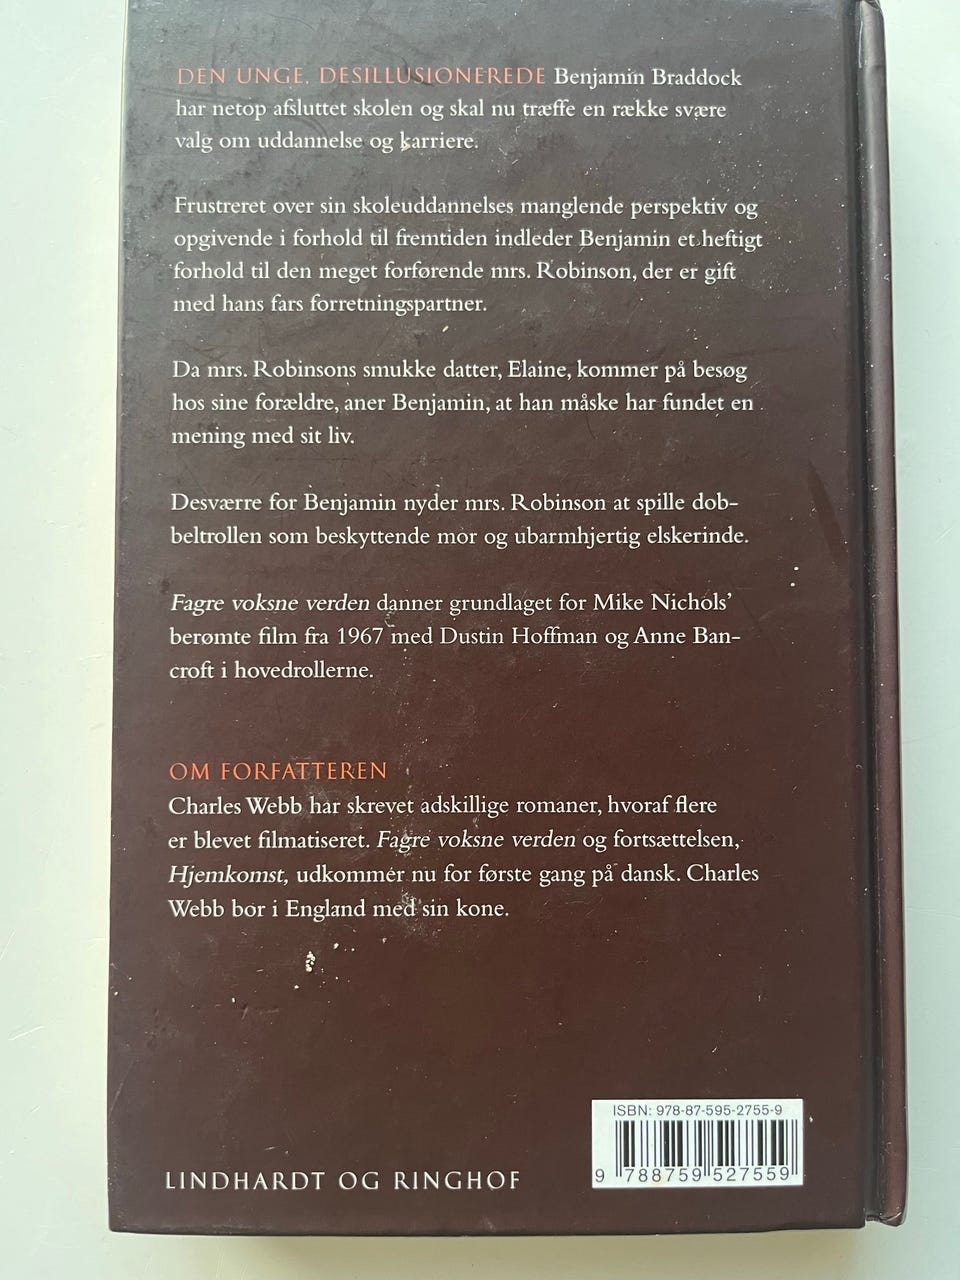 DEN UNGE, DESILLUSIONEREDE Benjamin Braddock
har netop afsluttet skolen og skal nu træffe en række svære
valg om uddannelse og karriere.
Frustreret over sin skoleuddannelses manglende perspektiv og
opgivende i forhold til fremtiden indleder Benjamin et heftigt
forhold til den meget forførende mrs. Robinson, der er gift
med hans fars forretningspartner.
Da mrs. Robinsons smukke datter, Elaine, kommer på besøg
hos sine forældre, aner Benjamin, at han måske har fundet en
mening med sit liv.
Desværre for Benjamin nyder mrs. Robinson at spille dob-
beltrollen som beskyttende mor og ubarmhjertig elskerinde.
Fagre voksne verden danner grundlaget for Mike Nichols'
berømte film fra 1967 med Dustin Hoffman og Anne Ban-
croft i hovedrollerne.
OM FORFATTEREN
Charles Webb har skrevet adskillige romaner, hvoraf flere
er blevet filmatiseret. Fagre voksne verden og fortsættelsen,
Hjemkomst, udkommer nu for første gang på dansk. Charles
Webb bor i England med sin kone.
ISBN: 978-87-595-2755-9
9 788759 527559
LINDHARDT OG RINGHOF